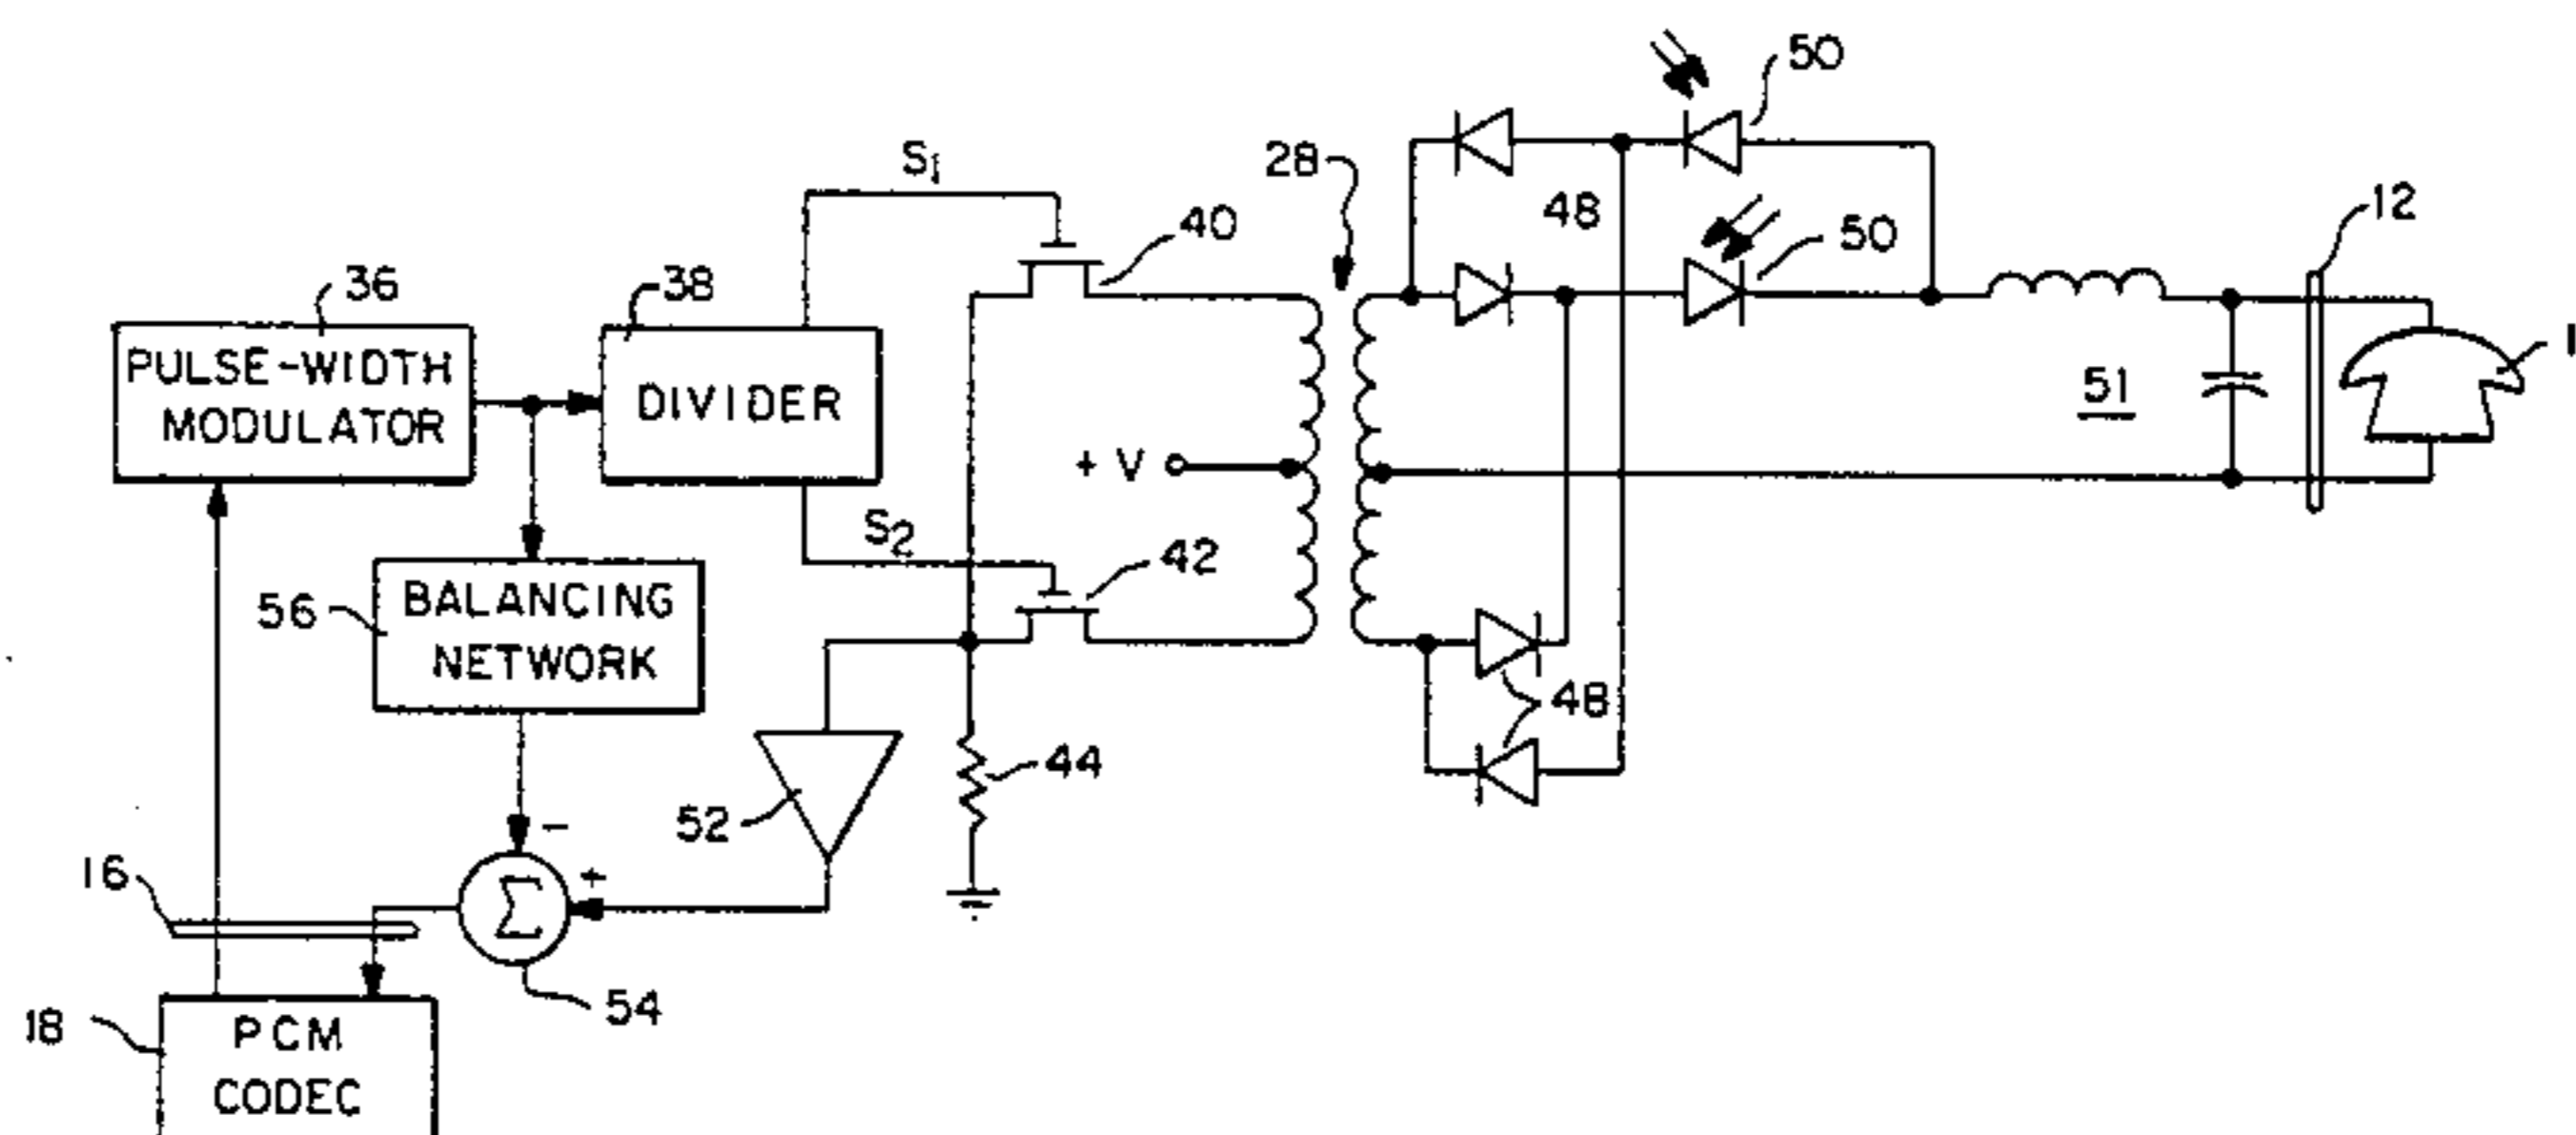 50
S1
28
48
12
40
50
36
38
PULSE-WIDTH
MODULATOR
DIVIDER
1
51
+ V
S2
42
56
BALANCING
NETWORK
48
44
52
-
16
+
Σ
18
54
PCM
CODEC